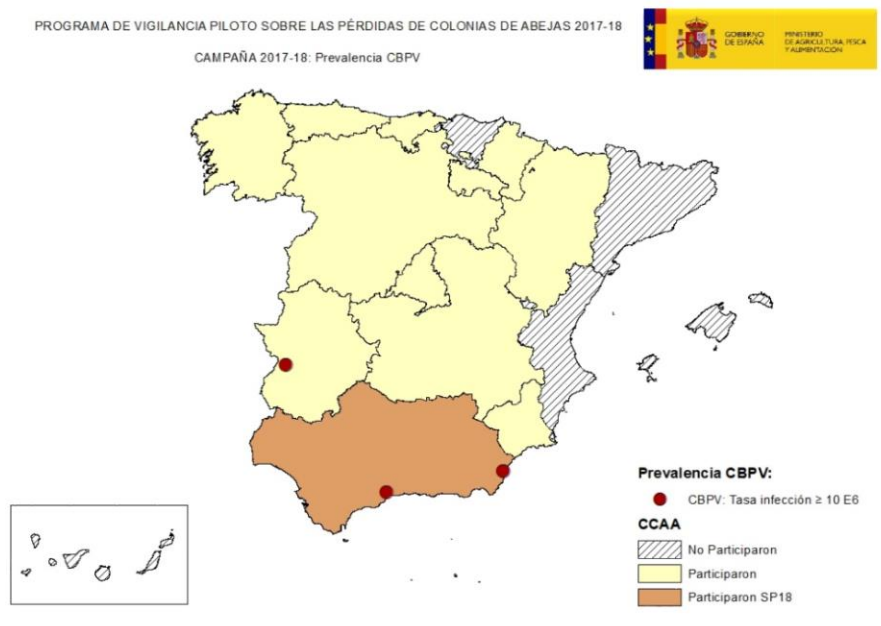 PROGRAMA DE VIGILANCIA PILOTO SOBRE LAS PÉRDIDAS DE COLONIAS DE ABEJAS 2017-18
CAMPAÑA 2017-18: Prevalencia CBPV
GOBIERNO
DE ESPAÑA
MINISTERIO
DE AGRICULTURA, PESCA
Y ALIMENTACIÓN
Prevalencia CBPV:
CBPV: Tasa infección ≥ 10 E6
CCAA
No Participaron
Participaron
Participaron SP18